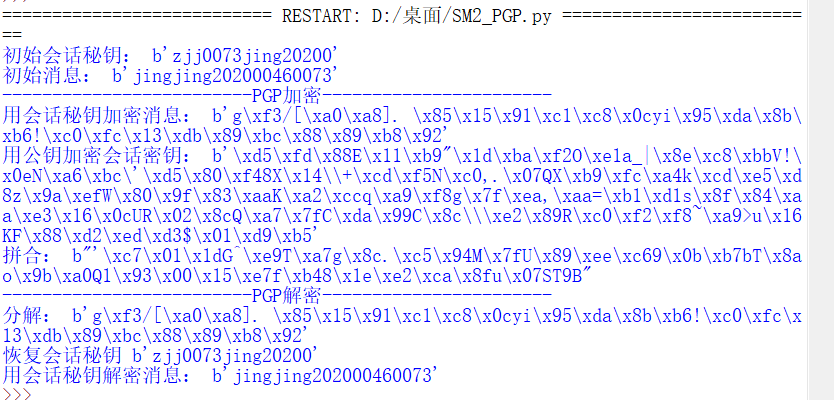 >>>
=========================== RESTART: D:/桌面/SM2_PGP.py ========================
==
初始会话秘钥： b'zjj0073jing20200'
初始消息： b'jingjing202000460073'
-------------------------PGP加密-----------------------
用会话秘钥加密消息： b'g\xf3/[\xa0\xa8]. \x85\x15\x91\xc1\xc8\x0cyi\x95\xda\x8b\
xb6!\xc0\xfc\x13\xdb\x89\xbc\x88\x89\xb8\x92'
用公钥加密会话密钥： b'\xd5\xfd\x88E\x11\xb9"\x1d\xba\xf2O\xe1a_|\x8e\xc8\xbbV!\
x0eN\xa6\xbc\'\xd5\x80\xf48X\x14\\+\xcd\xf5N\xc0,.\x07QX\xb9\xfc\xa4k\xcd\xe5\xd
8z\x9a\xefW\x80\x9f\x83\xaaK\xa2\xccq\xa9\xf8g\x7f\xea,\xaa=\xb1\xd1s\x8f\x84\xa
a\xe3\x16\x0cUR\x02\x8cQ\xa7\x7fC\xda\x99C\x8c\\\xe2\x89R\xc0\xf2\xf8~\xa9>u\x16
KF\x88\xd2\xed\xd3$\x01\xd9\xb5'
拼合： b"'\xc7\x01\x1dG^\xe9T\xa7g\x8c.\xc5\x94M\x7fU\x89\xee\xc69\x0b\xb7bT\x8a
o\x9b\xa0Q1\x93\x00\x15\xe7f\xb48\x1e\xe2\xca\x8fu\x07ST9B"
-------------------------PGP解密-----------------------
分解： b'g\xf3/[\xa0\xa8]. \x85\x15\x91\xc1\xc8\x0cyi\x95\xda\x8b\xb6!\xc0\xfc\x
13\xdb\x89\xbc\x88\x89\xb8\x92'
恢复会话秘钥 b'zjj0073jing20200'
用会话秘钥解密消息： b'jingjing202000460073'
>>>